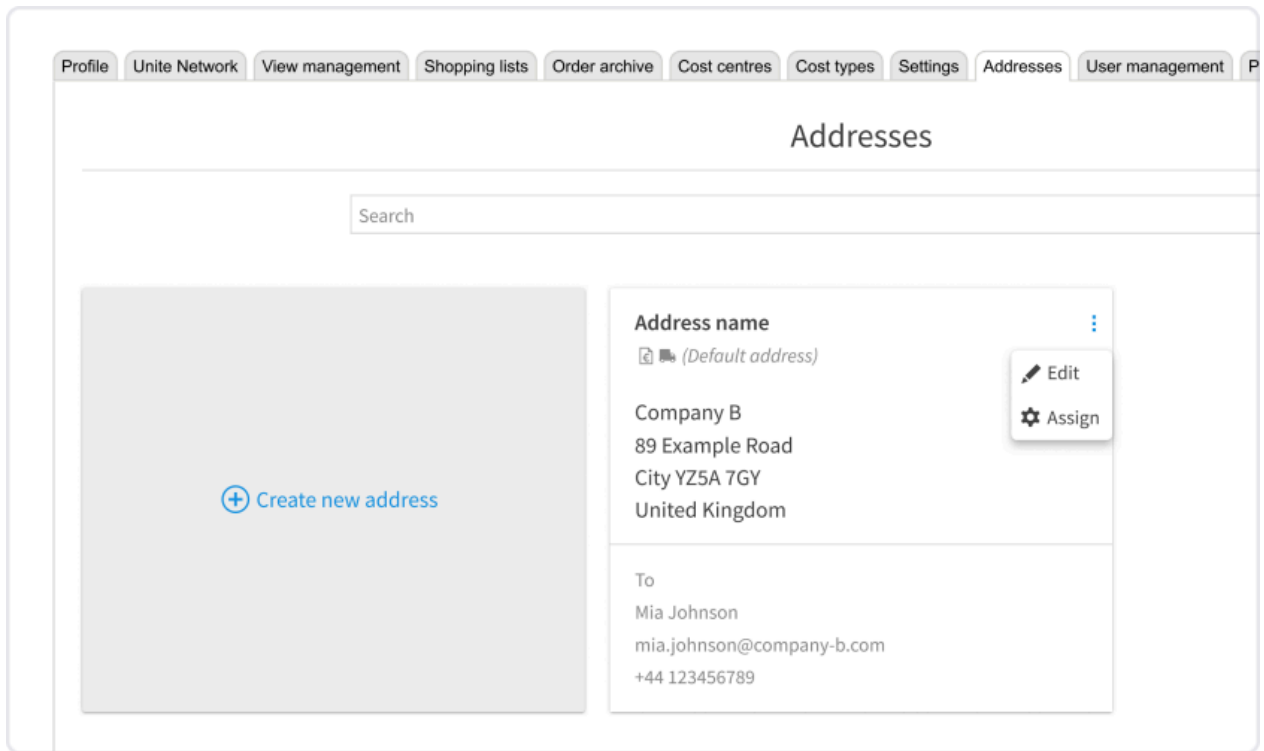 Profile Unite Network View management Shopping lists Order archive Cost centres Cost types Settings Addresses User management P
Addresses
Search
Create new address
Address name
(Default address)
Edit
Assign
Company B
89 Example Road
City YZ5A 7GY
United Kingdom
To
Mia Johnson
mia.johnson@company-b.com
+44 123456789